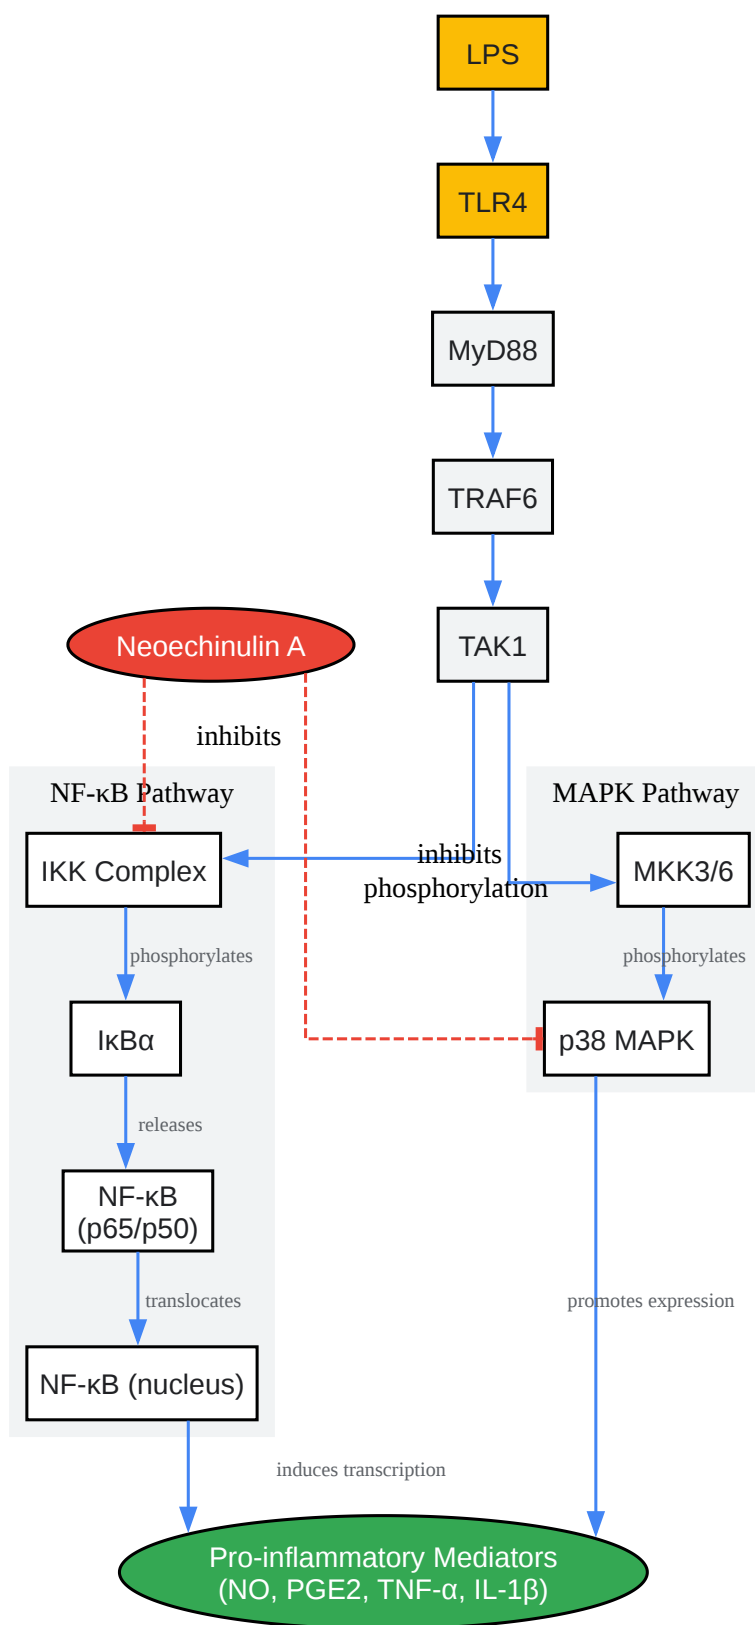 LPS
TLR4
MyD88
TRAF6
TAK1
Neoechinulin A
inhibits
NF-κB Pathway
MAPK Pathway
inhibits
phosphorylation
IKK Complex
MKK3/6
phosphorylates
phosphorylates
IκBα
p38 MAPK
releases
NF-κB
(p65/p50)
translocates
promotes expression
NF-κB (nucleus)
induces transcription
Pro-inflammatory Mediators
(NO, PGE2, TNF-α, IL-1β)